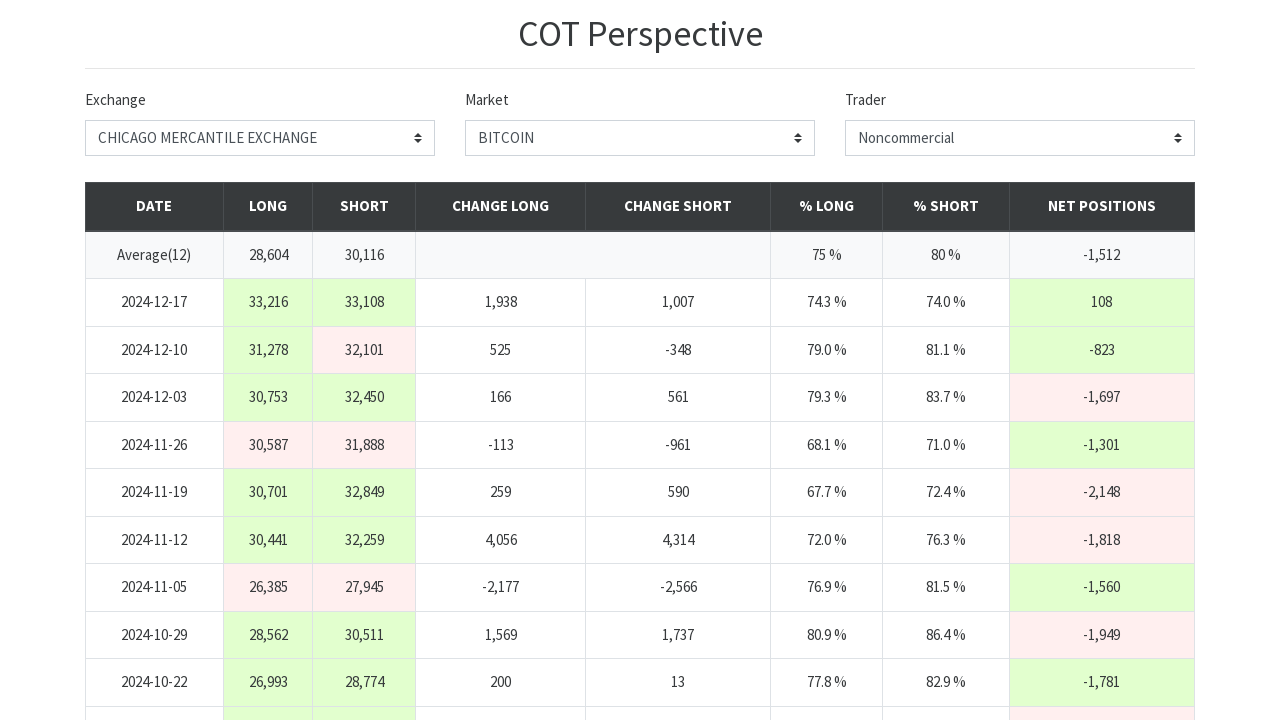 COT Perspective
Exchange Market Trader
CHICAGO MERCANTILE EXCHANGE BITCOIN Noncommercial
DATE LONG SHORT CHANGE LONG CHANGE SHORT % LONG % SHORT NET POSITIONS
Average(12) 28,604 30,116 75 % 80 % -1,512
2024-12-17 33,216 33,108 1,938 1,007 74.3 % 74.0 % 108
2024-12-10 31,278 32,101 525 -348 79.0 % 81.1 % -823
2024-12-03 30,753 32,450 166 561 79.3 % 83.7 % -1,697
2024-11-26 30,587 31,888 -113 -961 68.1 % 71.0 % -1,301
2024-11-19 30,701 32,849 259 590 67.7 % 72.4 % -2,148
2024-11-12 30,441 32,259 4,056 4,314 72.0 % 76.3 % -1,818
2024-11-05 26,385 27,945 -2,177 -2,566 76.9 % 81.5 % -1,560
2024-10-29 28,562 30,511 1,569 1,737 80.9 % 86.4 % -1,949
2024-10-22 26,993 28,774 200 13 77.8 % 82.9 % -1,781